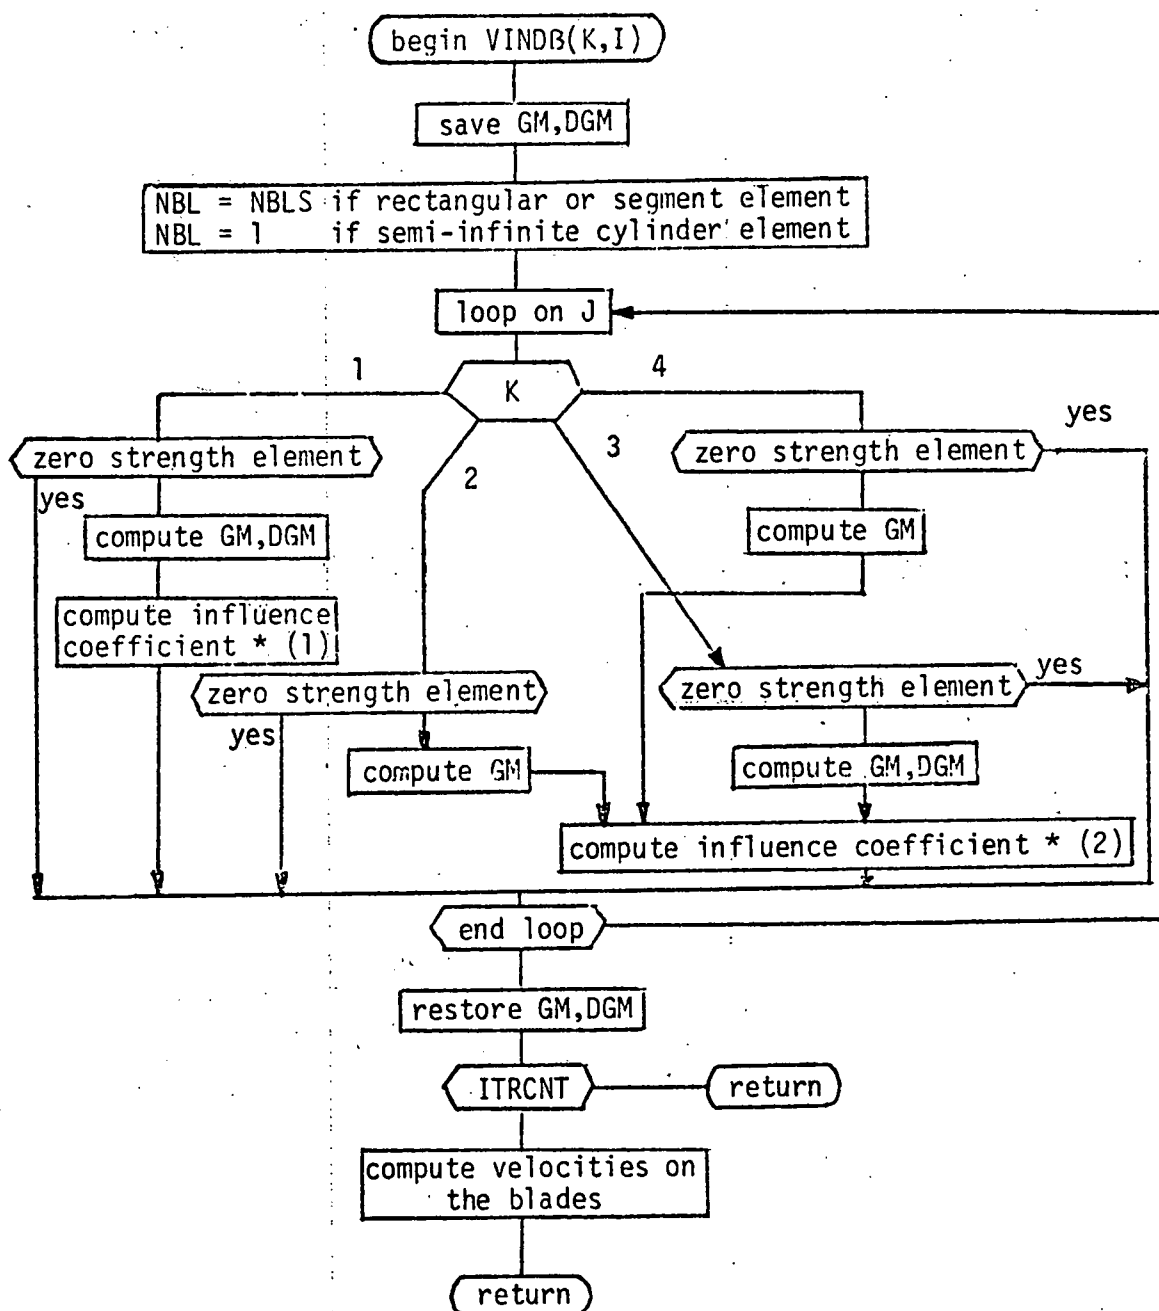 begin VINDB(K,I)
save GM,DGM
NBL = NBLS if rectangular or segment element
NBL = 1 if semi-infinite cylinder element
loop on J
1
K
4
2
3
zero strength element
yes
compute GM,DGM
compute influence
coefficient * (1)
zero strength element
yes
compute GM
zero strength element
yes
compute GM
zero strength element
yes
compute GM,DGM
compute influence coefficient * (2)
end loop
restore GM,DGM
ITRCNT
return
compute velocities on
the blades
return